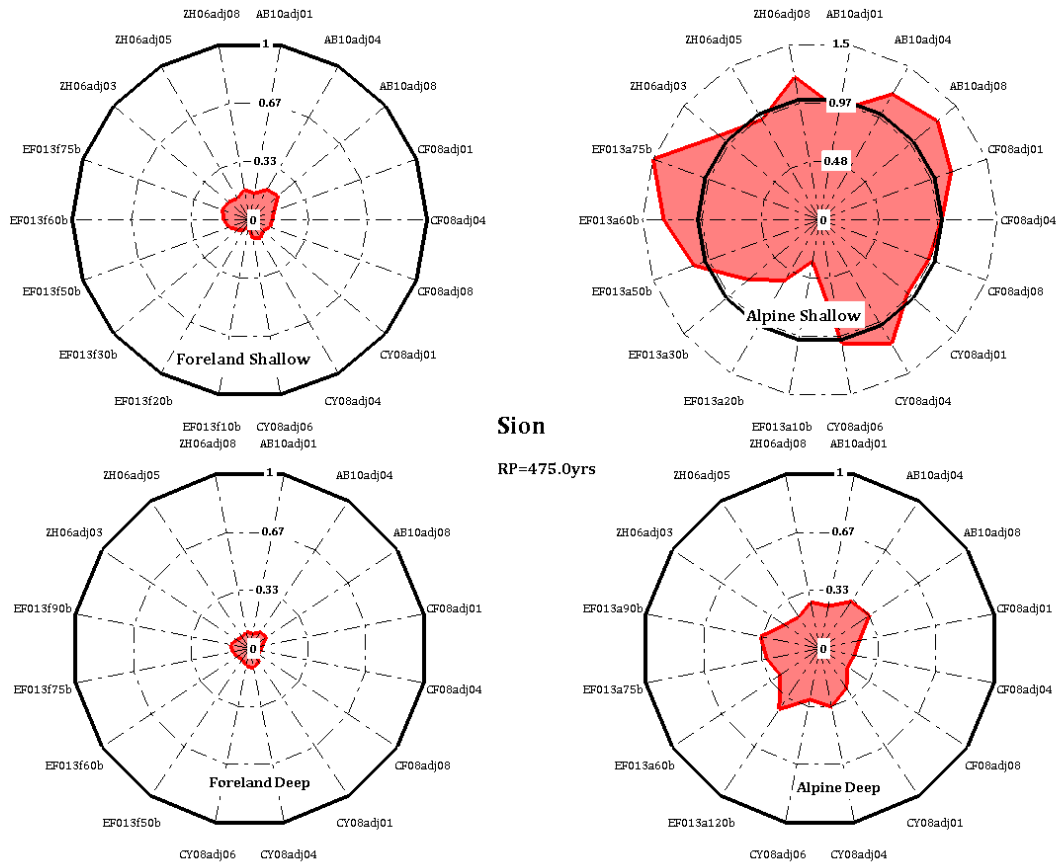 ZH06adj08 AB10adj01
ZH06adj05 1 AB10adj04
ZH06adj03 0.67 AB10adj08
EF013f75b 0.33 CF08adj01
EF013f60b 0 CF08adj04
EF013f50b CF08adj08
EF013f30b Foreland Shallow CY08adj01
EF013f20b CY08adj04
EF013f10b CY08adj06
ZH06adj08 AB10adj01
ZH06adj05 1.5 AB10adj04
ZH06adj03 0.97 AB10adj08
EF013a75b 0.48 CF08adj01
EF013a60b 0 CF08adj04
EF013a50b CF08adj08
EF013a30b Alpine Shallow CY08adj01
EF013a20b CY08adj04
EF013a10b CY08adj06
Sion
RP=475.0yrs
ZH06adj08 AB10adj01
ZH06adj05 1 AB10adj04
ZH06adj03 0.67 AB10adj08
EF013f90b 0.33 CF08adj01
EF013f75b 0 CF08adj04
EF013f60b CF08adj08
EF013f50b Foreland Deep CY08adj01
CY08adj06 CY08adj04
ZH06adj08 AB10adj01
ZH06adj05 1 AB10adj04
ZH06adj03 0.67 AB10adj08
EF013a90b 0.33 CF08adj01
EF013a75b 0 CF08adj04
EF013a60b CF08adj08
EF013a120b Alpine Deep CY08adj01
CY08adj06 CY08adj04